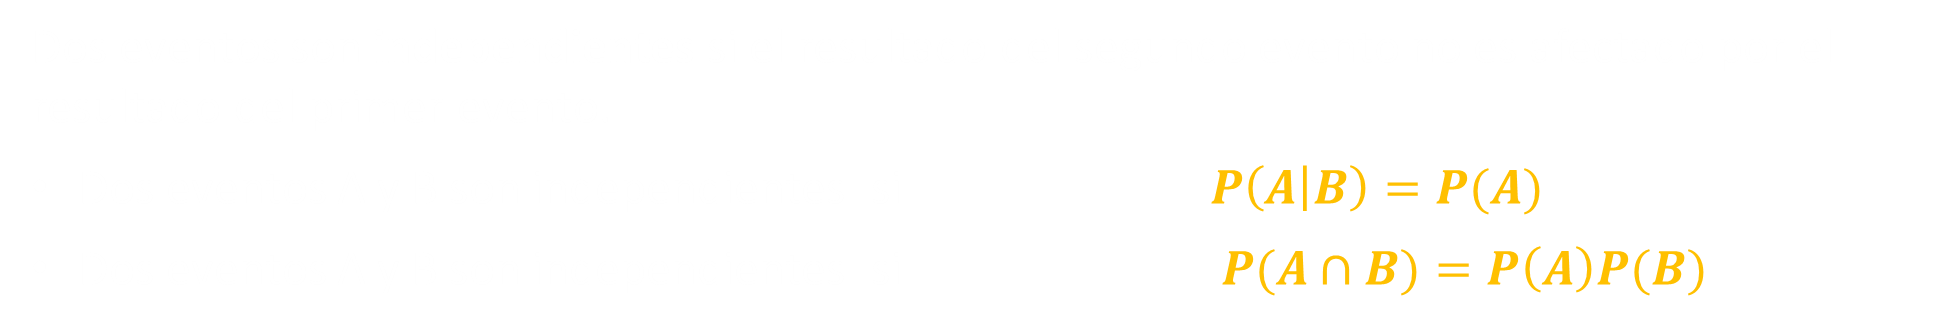 P(A|B) = P(A)
P(A ∩ B) = P(A)P(B)